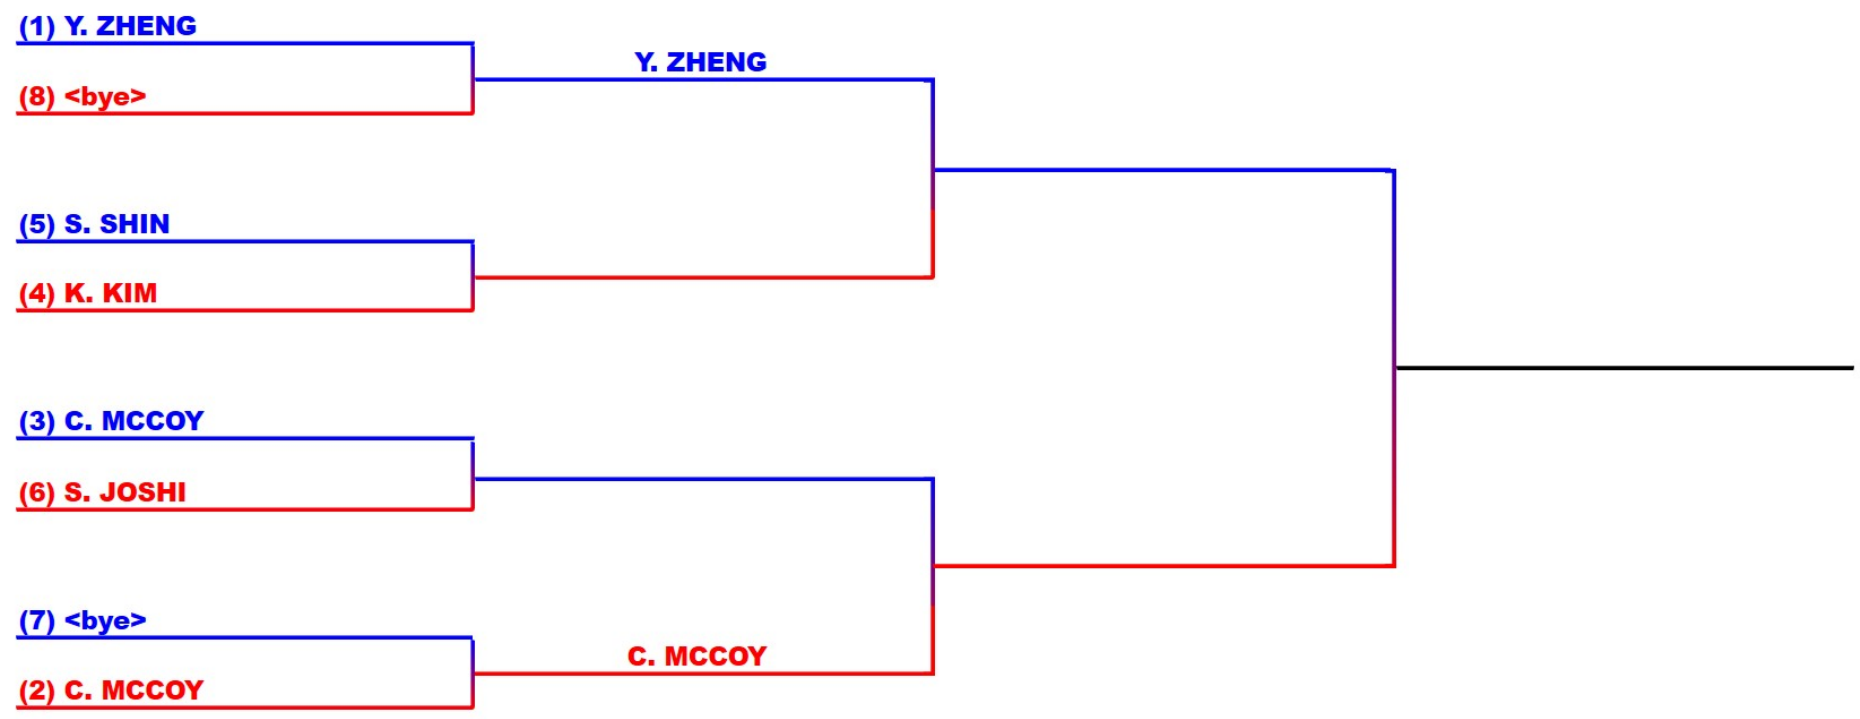 (1) Y. ZHENG
Y. ZHENG
(8) <bye>
(5) S. SHIN
(4) K. KIM
(3) C. MCCOY
(6) S. JOSHI
(7) <bye>
C. MCCOY
(2) C. MCCOY